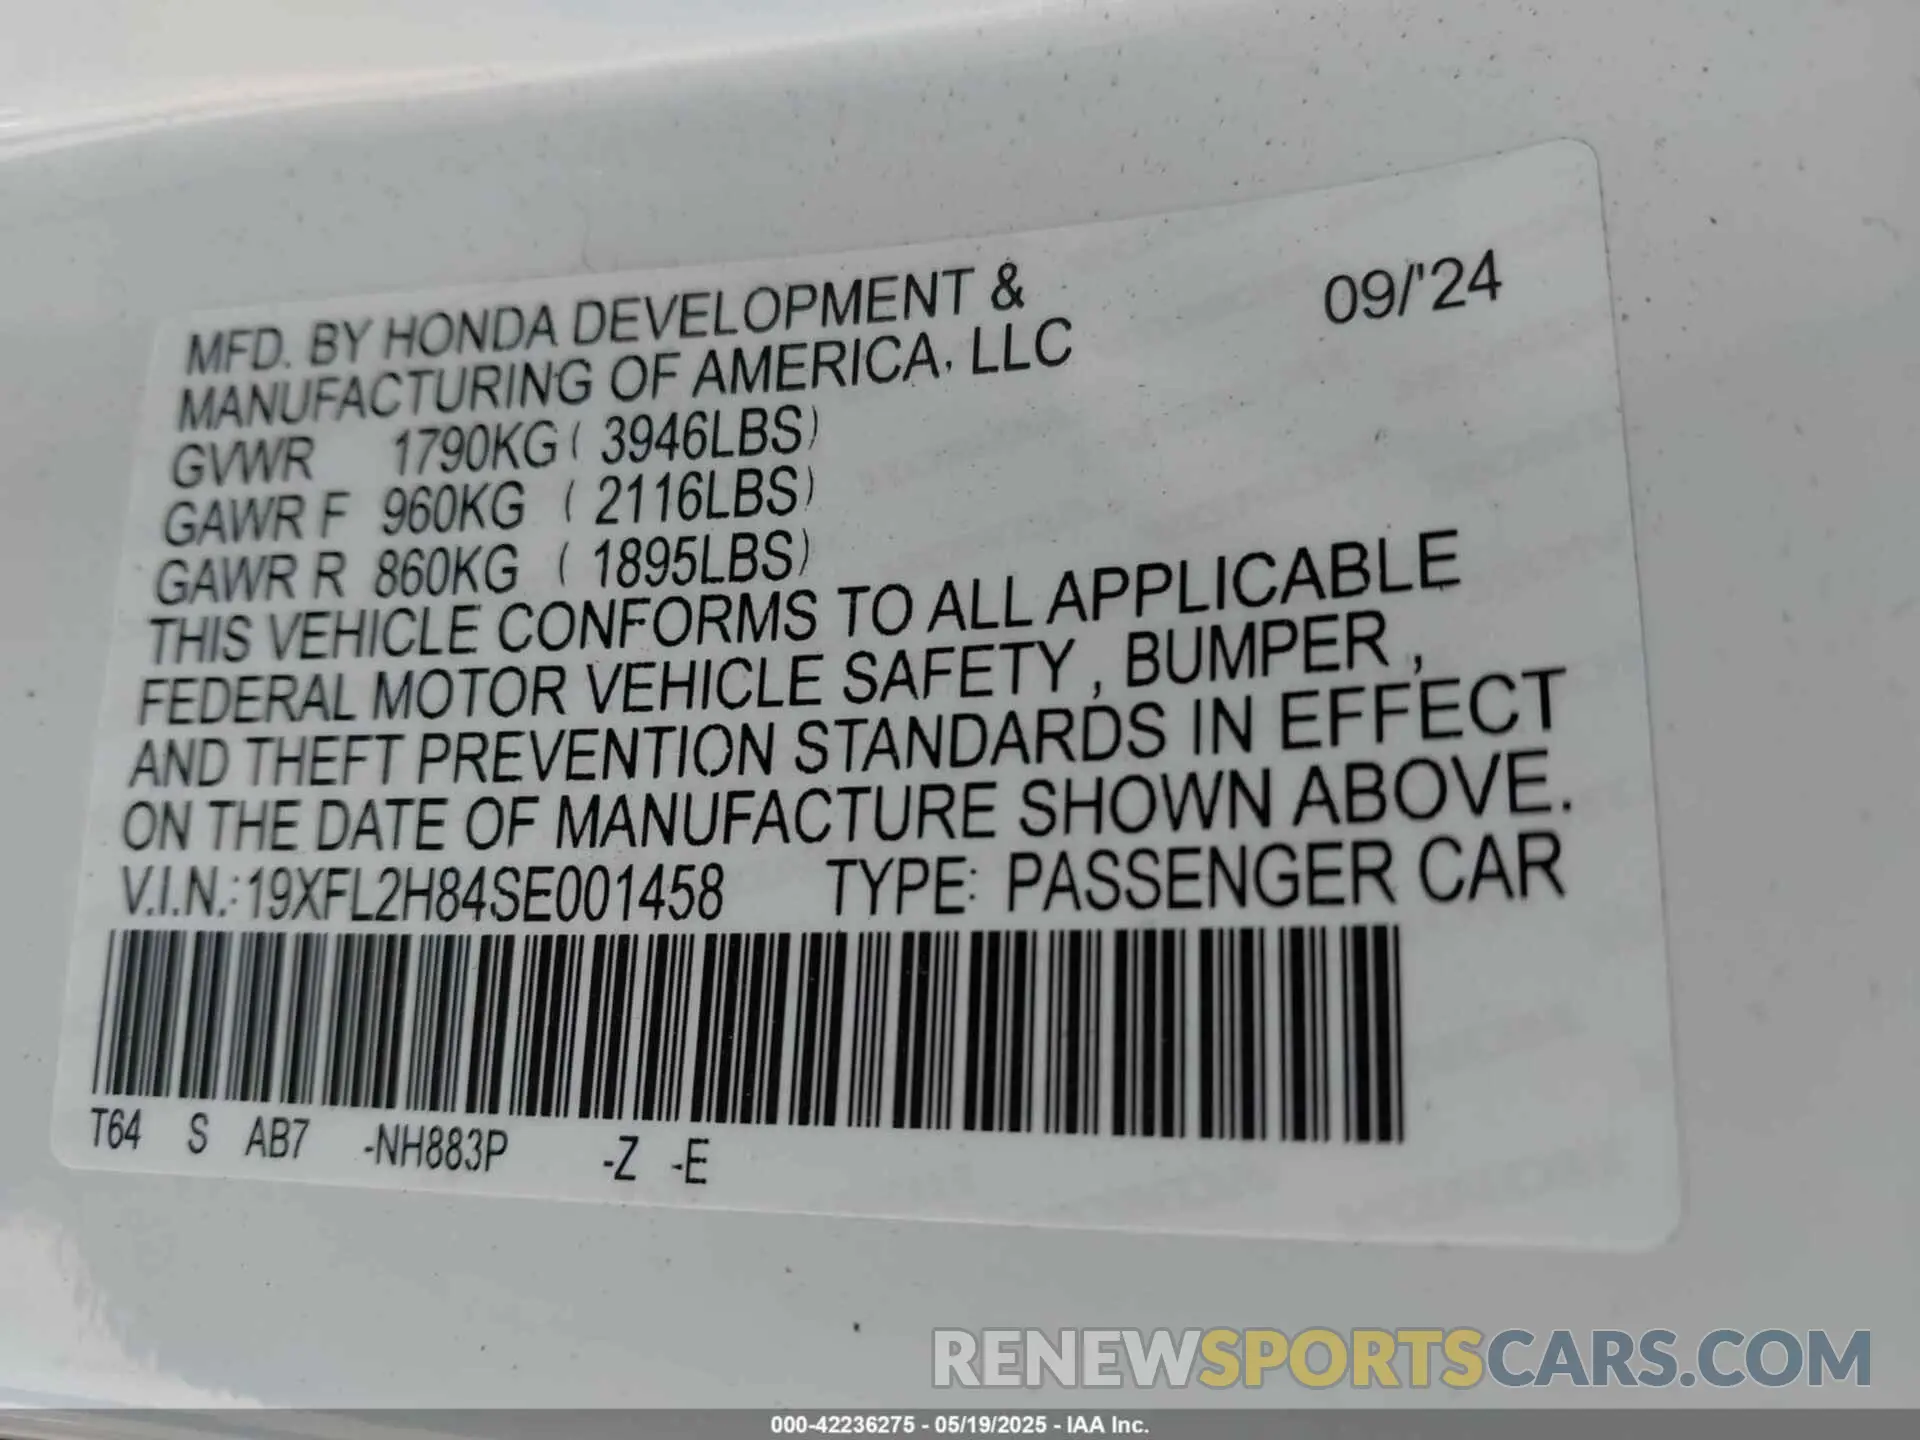 MFD. BY HONDA DEVELOPMENT &
MANUFACTURING OF AMERICA, LLC
09/'24
GVWR 1790KG ( 3946LBS)
GAWR F 960KG ( 2116LBS)
GAWR R 860KG ( 1895LBS)
THIS VEHICLE CONFORMS TO ALL APPLICABLE
FEDERAL MOTOR VEHICLE SAFETY , BUMPER ,
AND THEFT PREVENTION STANDARDS IN EFFECT
ON THE DATE OF MANUFACTURE SHOWN ABOVE.
V.I.N.:19XFL2H84SE001458 TYPE: PASSENGER CAR
T64 S AB7 -NH883P -Z -E
RENEWSPORTSCARS.COM
000-42236275 - 05/19/2025 - IAA Inc.